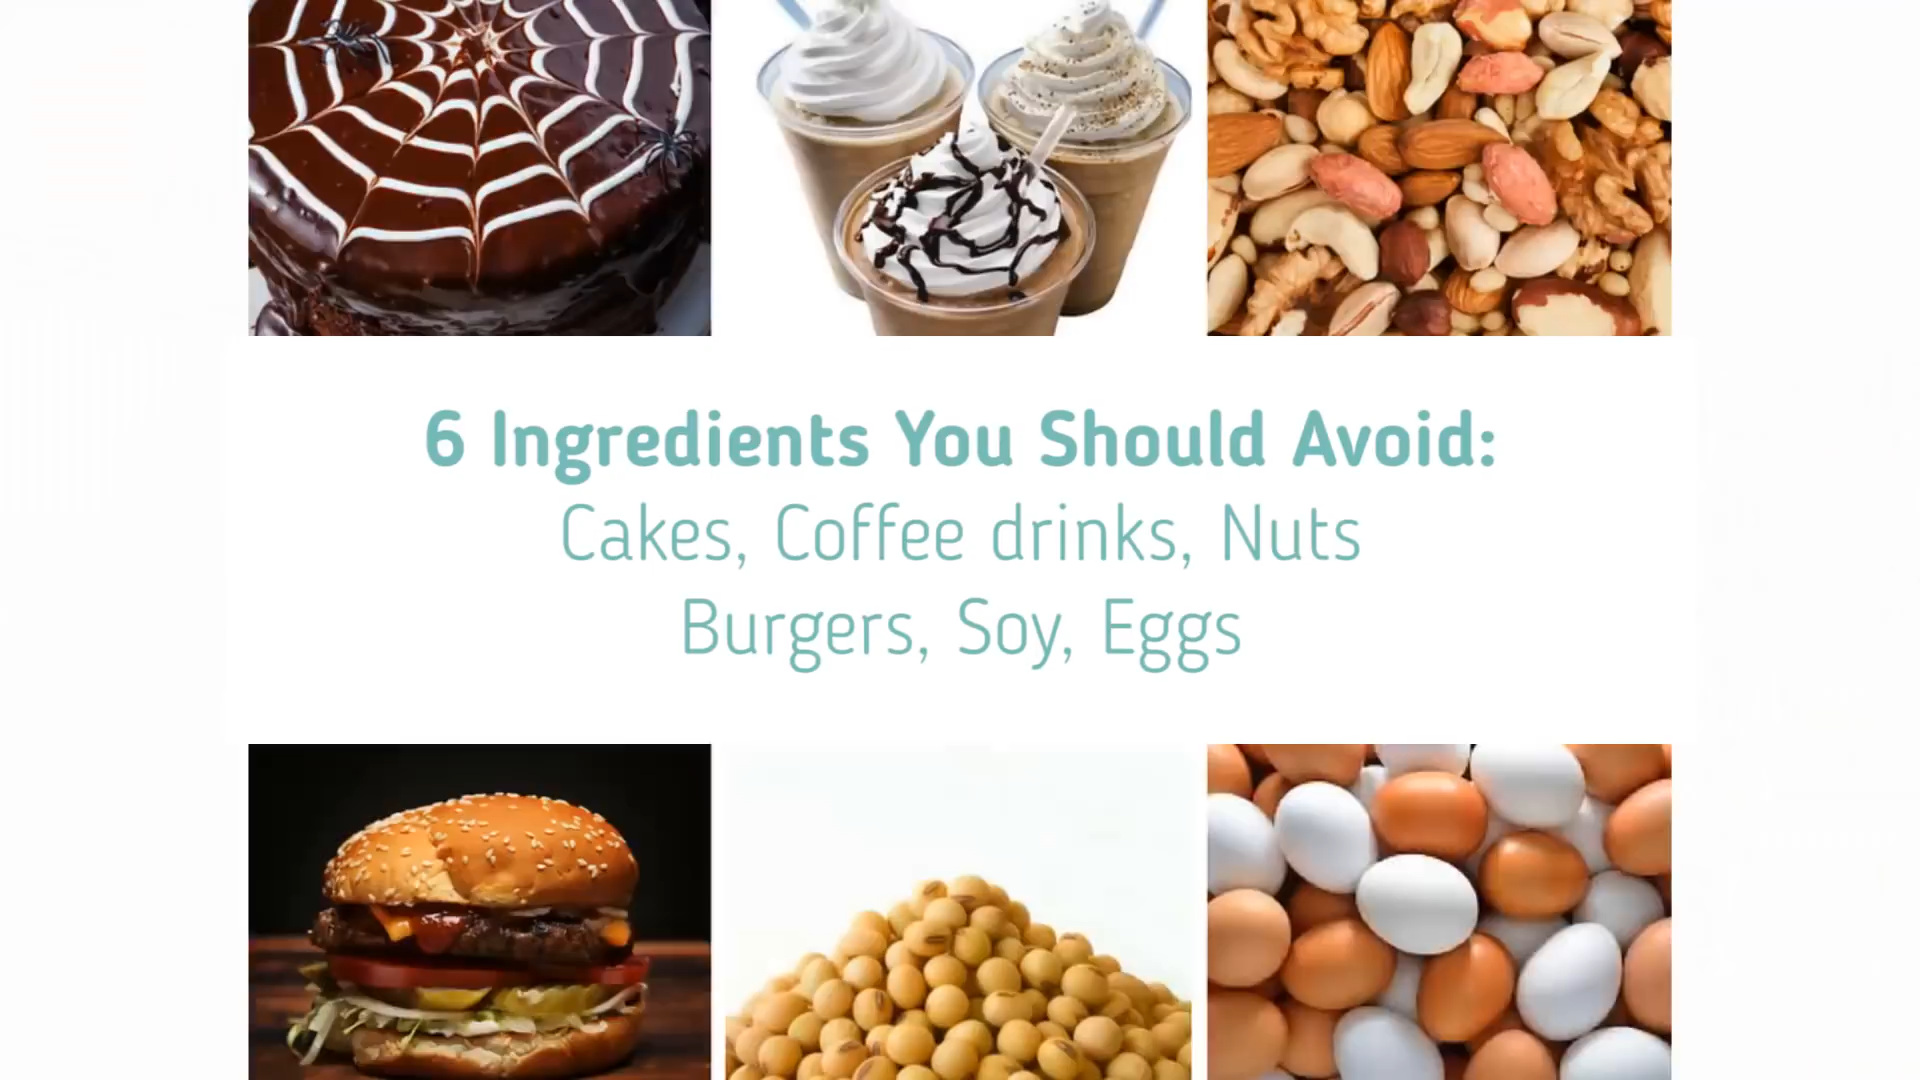 6 Ingredients You Should Avoid:
Cakes, Coffee drinks, Nuts
Burgers, Soy, Eggs